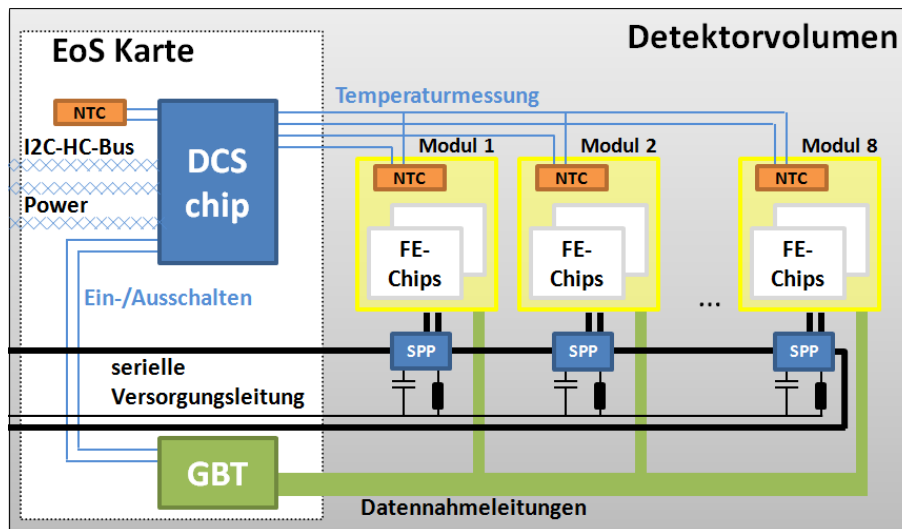 EoS Karte
Detektorvolumen
NTC
Temperaturmessung
I2C-HC-Bus
DCS
chip
Power
Modul 1
Modul 2
Modul 8
NTC
NTC
NTC
FE-
Chips
FE-
Chips
FE-
Chips
...
Ein-/Ausschalten
SPP
SPP
SPP
serielle
Versorgungsleitung
GBT
Datennahmeleitungen